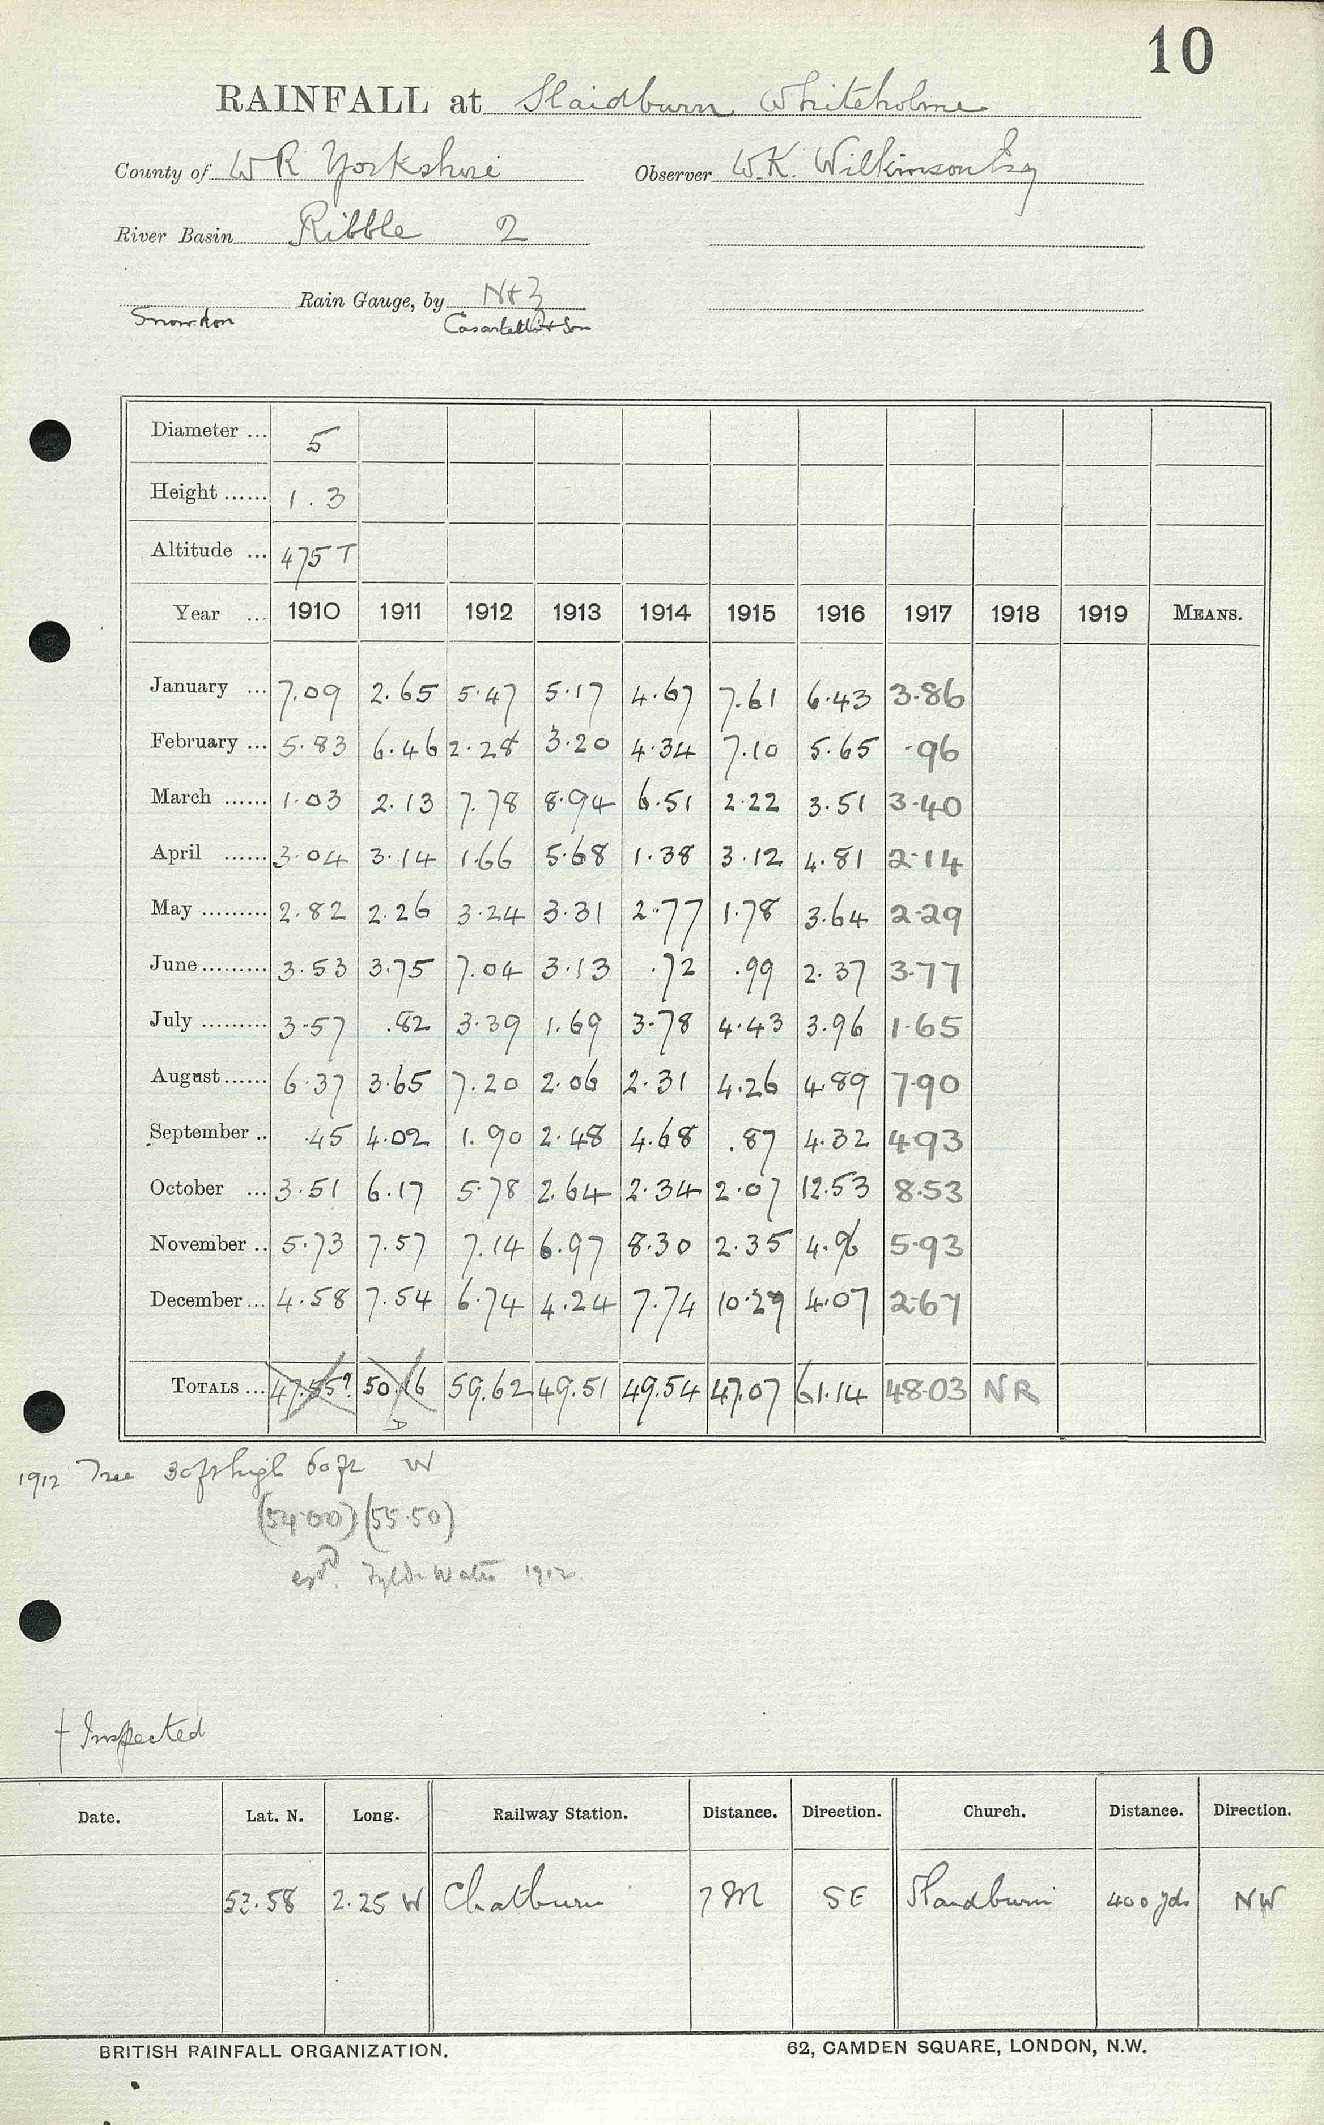 10
RAINFALL at Slaidburn Whiteholme
County of W R Yorkshire Observer W.K. Wilkinson Esq
River Basin Ribble 2
Rain Gauge, by N+Z
Snowdon Casartelli + Son
Diameter ... 5
Height ...... 1.3
Altitude ... 475 T
Year ... 1910 1911 1912 1913 1914 1915 1916 1917 1918 1919 MEANS.
January ... 7.09 2.65 5.47 5.17 4.67 7.61 6.43 3.86
February ... 5.83 6.46 2.28 3.20 4.34 7.10 5.65 .96
March ...... 1.03 2.13 7.78 8.94 6.51 2.22 3.51 3.40
April ...... 3.04 3.14 1.66 5.68 1.38 3.12 4.81 2.14
May ......... 2.82 2.26 3.24 3.31 2.77 1.78 3.64 2.29
June ......... 3.53 3.75 7.04 3.13 .72 .99 2.37 3.77
July ......... 3.57 .82 3.39 1.69 3.78 4.43 3.96 1.65
August ...... 6.37 3.65 7.20 2.06 2.31 4.26 4.89 7.90
September .. .45 4.02 1.90 2.48 4.68 .87 4.32 4.93
October ... 3.51 6.17 5.78 2.64 2.34 2.07 12.53 8.53
November .. 5.73 7.57 7.14 6.97 8.30 2.35 4.96 5.93
December ... 4.58 7.54 6.74 4.24 7.74 10.29 4.07 2.67
TOTALS ... 47.55? 50.16 59.62 49.51 49.54 47.07 61.14 48.03 NR
D
1912 Tree 30ft high 60ft W
(54.00) (55.50)
estd. Fylde Water 1912
† Inspected
Date. Lat. N. Long. Railway Station. Distance. Direction. Church. Distance. Direction.
53.58 2.25 W Chatburn 7 M SE Slaidburn 400 yds NW
BRITISH RAINFALL ORGANIZATION. 62, CAMDEN SQUARE, LONDON, N.W.